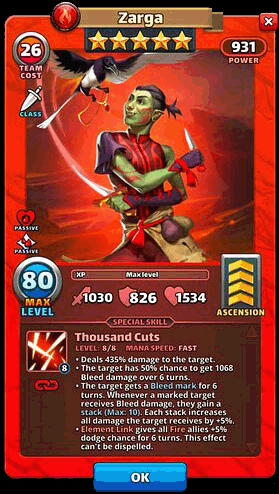 Zarga
26
TEAM
COST
931
POWER
CLASS
PASSIVE
PASSIVE
80
MAX
LEVEL
XP Max level
1030 826 1534
ASCENSION
SPECIAL SKILL
Thousand Cuts
LEVEL: 8/8 MANA SPEED: FAST
8
• Deals 435% damage to the target.
• The target has 50% chance to get 1068
Bleed damage over 6 turns.
• The target gets a Bleed mark for 6
turns. Whenever a marked target
receives Bleed damage, they gain a
stack (Max: 10). Each stack increases
all damage the target receives by +5%.
• Element Link gives all Fire allies +5%
dodge chance for 6 turns. This effect
can't be dispelled.
OK